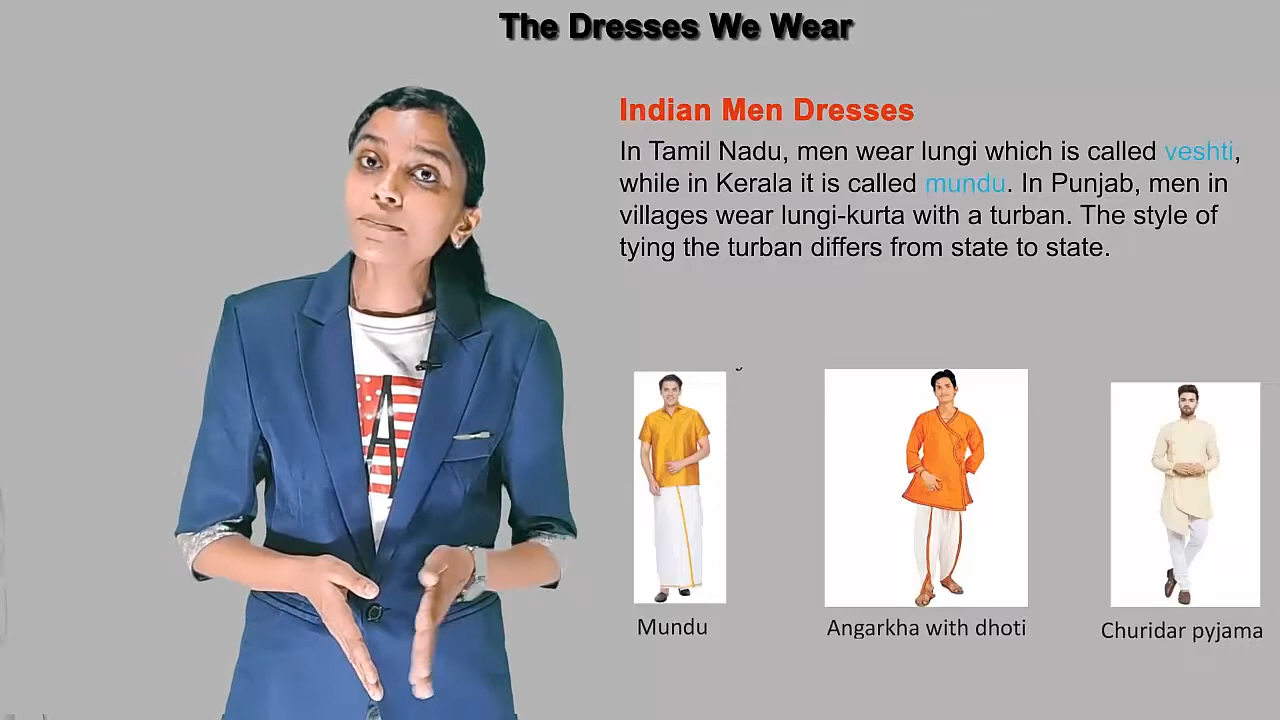 The Dresses We Wear
Indian Men Dresses
In Tamil Nadu, men wear lungi which is called veshti,
while in Kerala it is called mundu. In Punjab, men in
villages wear lungi-kurta with a turban. The style of
tying the turban differs from state to state.
A
Mundu
Angarkha with dhoti
Churidar pyjama